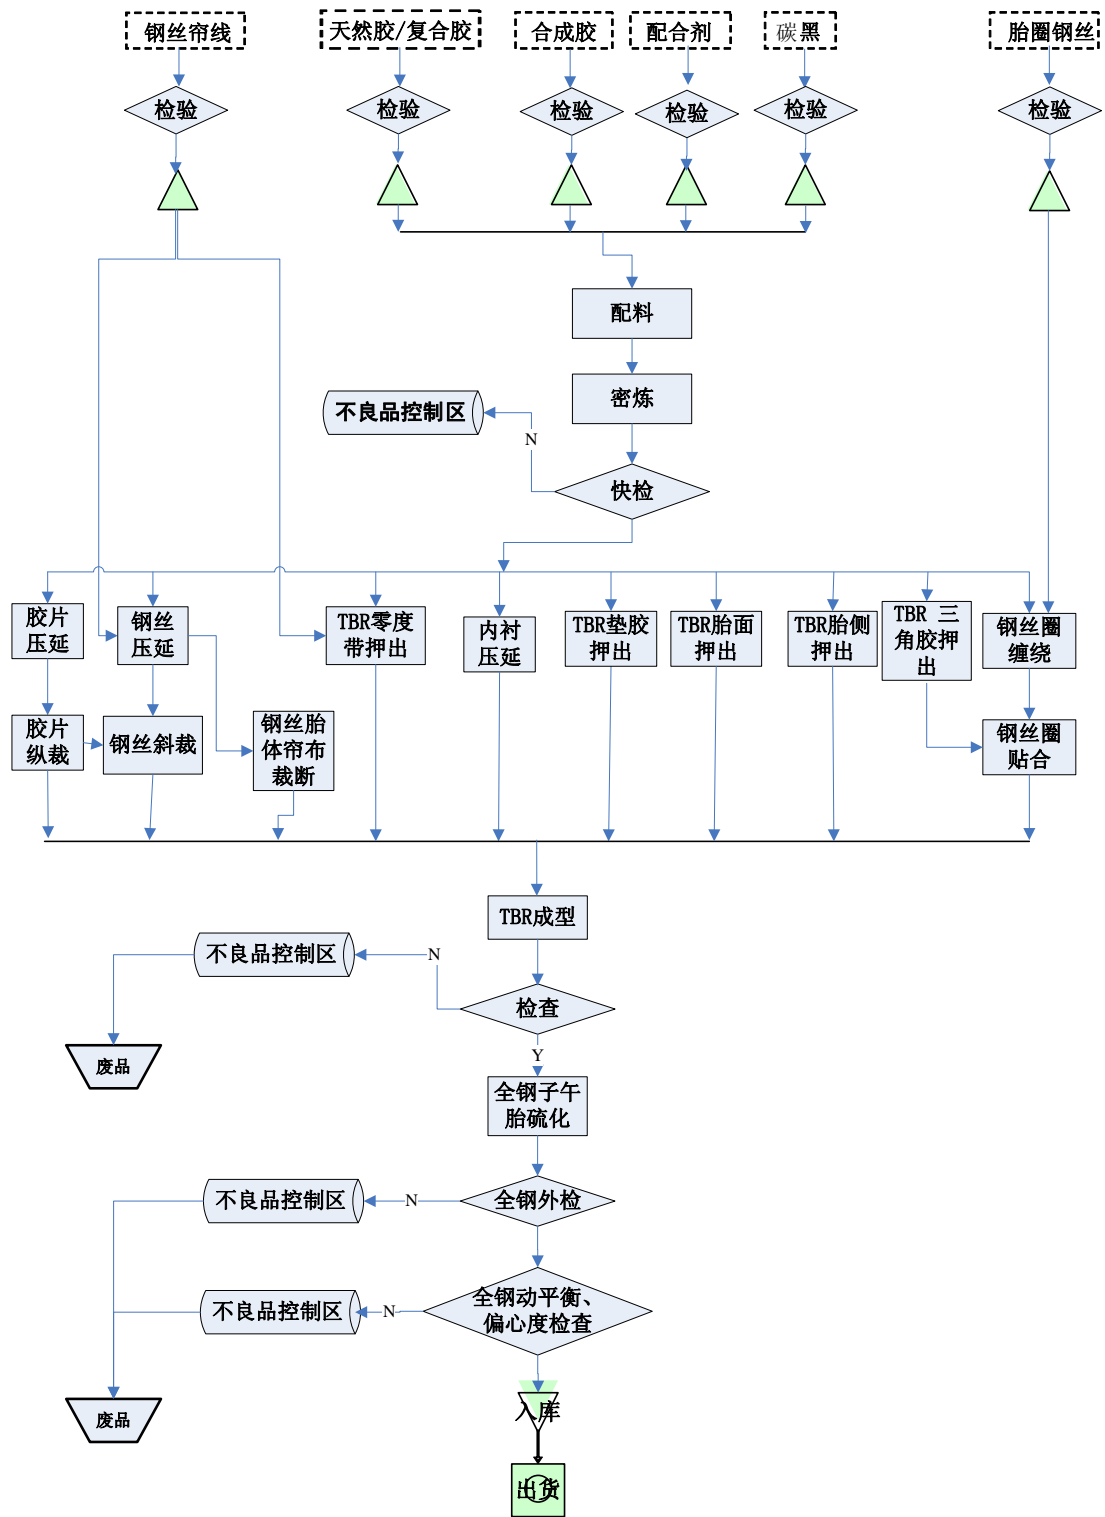 钢丝帘线
天然胶/复合胶
合成胶
配合剂
碳黑
胎圈钢丝
检验
检验
检验
检验
检验
检验
配料
密炼
不良品控制区
N
快检
胶片
压延
钢丝
压延
TBR零度
带押出
内衬
压延
TBR垫胶
押出
TBR胎面
押出
TBR胎侧
押出
TBR 三
角胶押
出
钢丝圈
缠绕
胶片
纵裁
钢丝斜裁
钢丝胎
体帘布
裁断
钢丝圈
贴合
TBR成型
不良品控制区
N
检查
Y
废品
全钢子午
胎硫化
不良品控制区
N
全钢外检
不良品控制区
N
全钢动平衡、
偏心度检查
废品
入库
出货